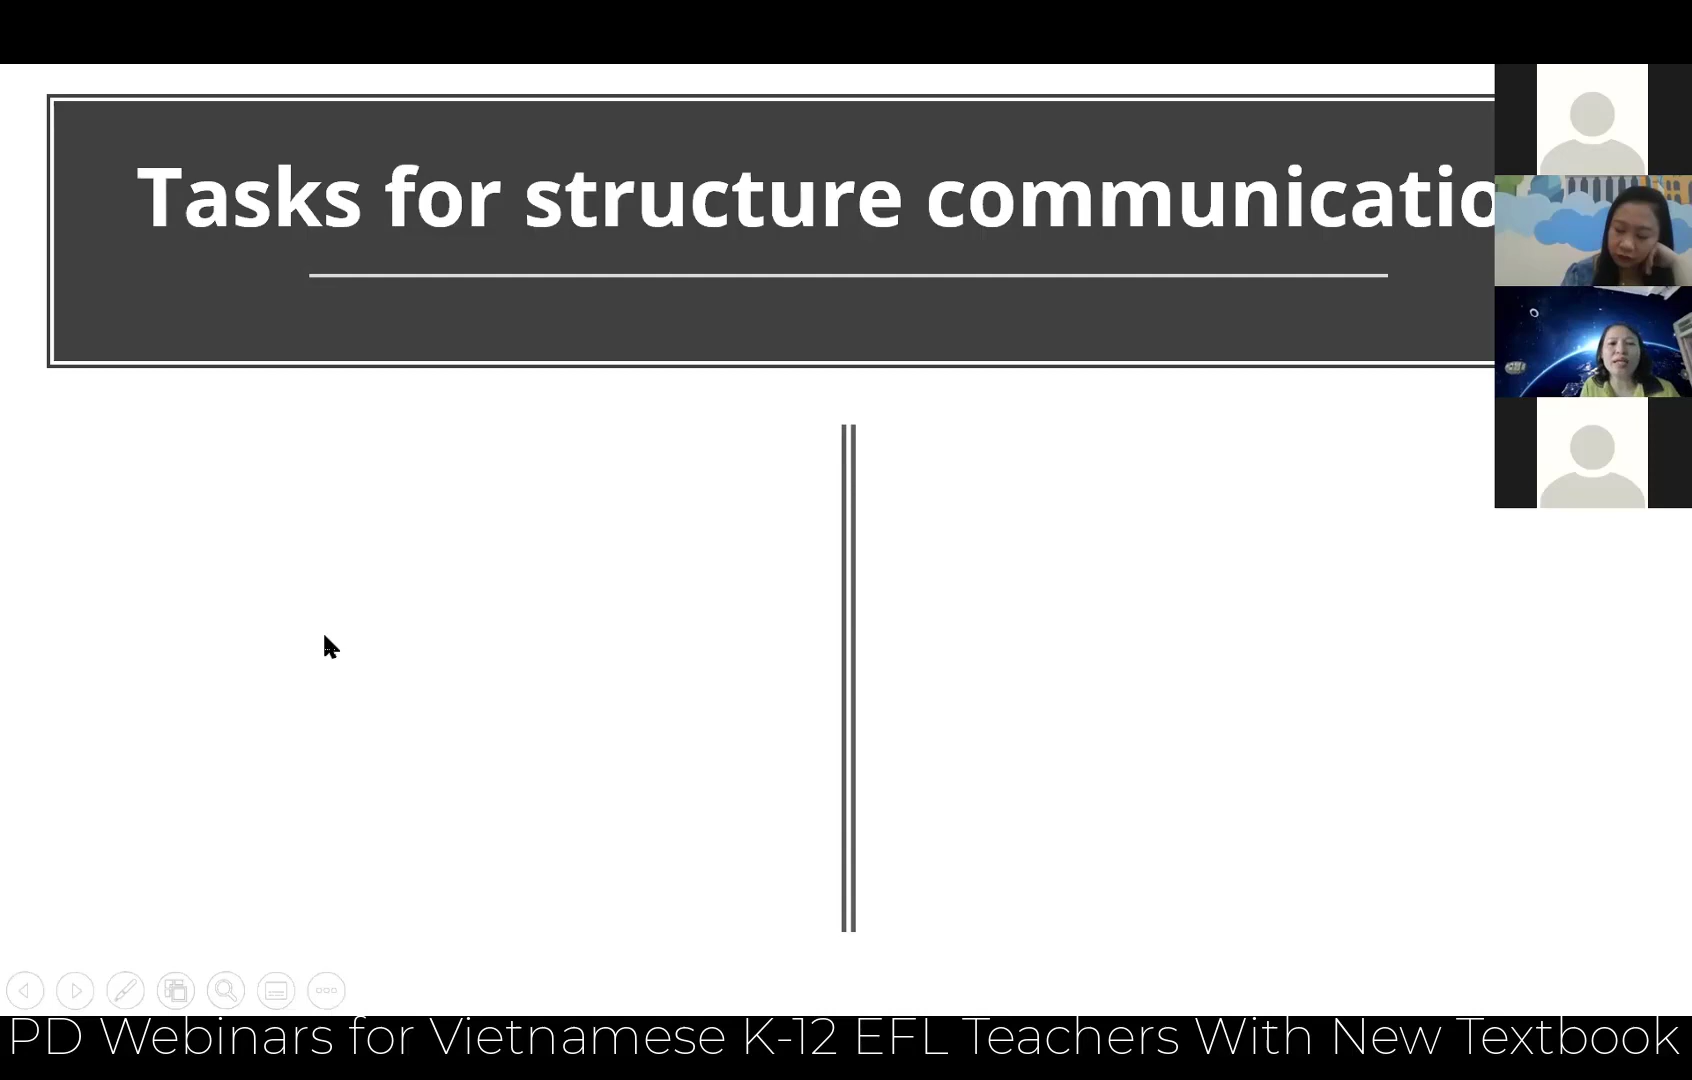 Tasks for structure communicatio
PD Webinars for Vietnamese K-12 EFL Teachers With New Textbook